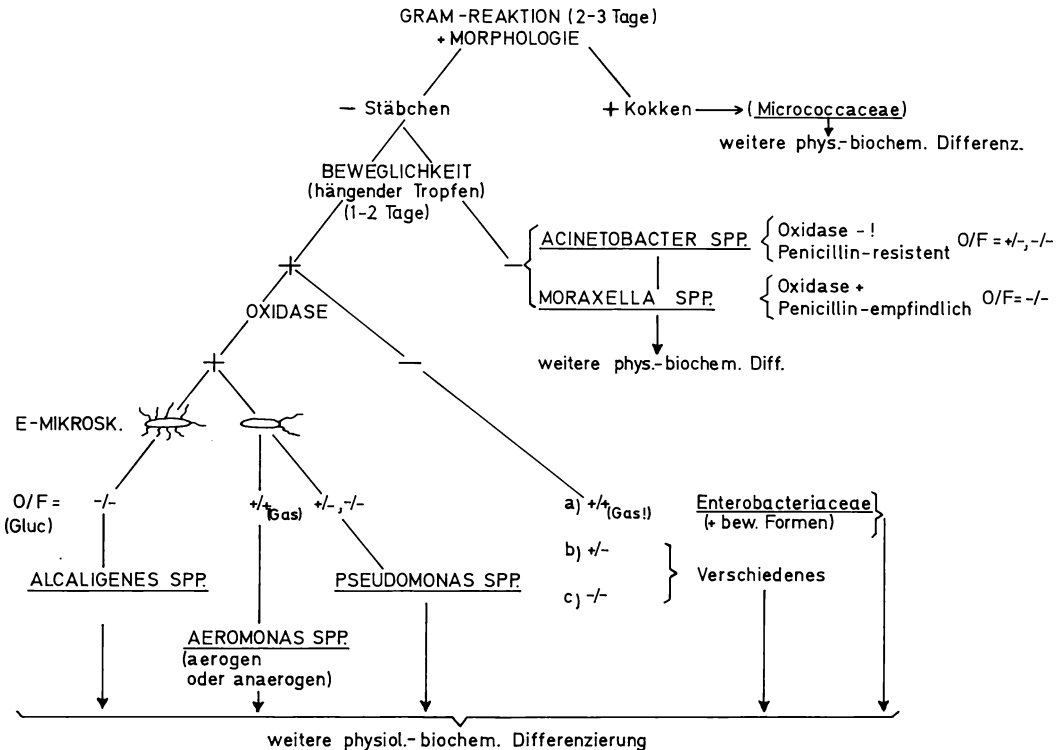 GRAM-REAKTION (2-3 Tage)
+ MORPHOLOGIE
− Stäbchen
+ Kokken
(Micrococcaceae)
weitere phys.-biochem. Differenz.
BEWEGLICHKEIT
(hängender Tropfen)
(1-2 Tage)
+
−
ACINETOBACTER SPP.
Oxidase - !
Penicillin-resistent
O/F = +/-, -/-
MORAXELLA SPP.
Oxidase +
Penicillin-empfindlich
O/F= -/-
weitere phys.-biochem. Diff.
OXIDASE
+
−
E-MIKROSK.
O/F =
(Gluc)
-/-
+/+ (Gas)
+/-, -/-
a) +/+ (Gas!)
b) +/-
c) -/-
Enterobacteriaceae
(+ bew. Formen)
Verschiedenes
ALCALIGENES SPP.
PSEUDOMONAS SPP.
AEROMONAS SPP.
(aerogen
oder anaerogen)
weitere physiol.- biochem. Differenzierung